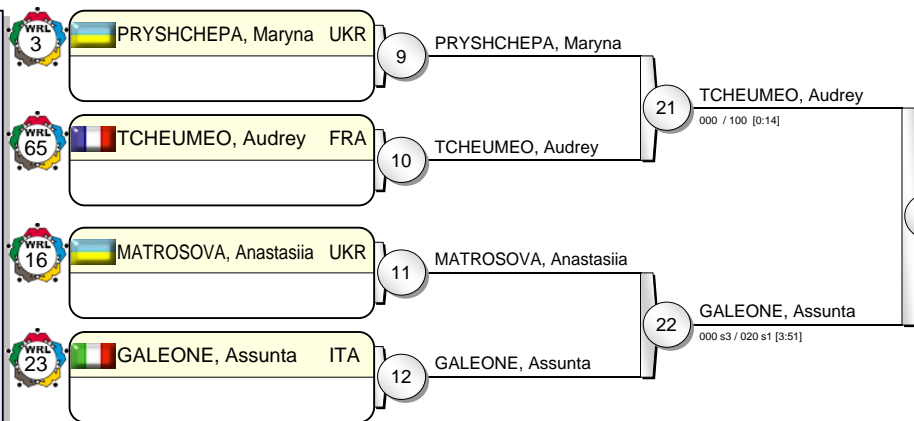 WRL
3
PRYSHCHEPA, Maryna UKR
9
PRYSHCHEPA, Maryna
21
TCHEUMEO, Audrey
000 / 100 [0:14]
WRL
65
TCHEUMEO, Audrey FRA
10
TCHEUMEO, Audrey
WRL
16
MATROSOVA, Anastasiia UKR
11
MATROSOVA, Anastasiia
22
GALEONE, Assunta
000 s3 / 020 s1 [3:51]
WRL
23
GALEONE, Assunta ITA
12
GALEONE, Assunta